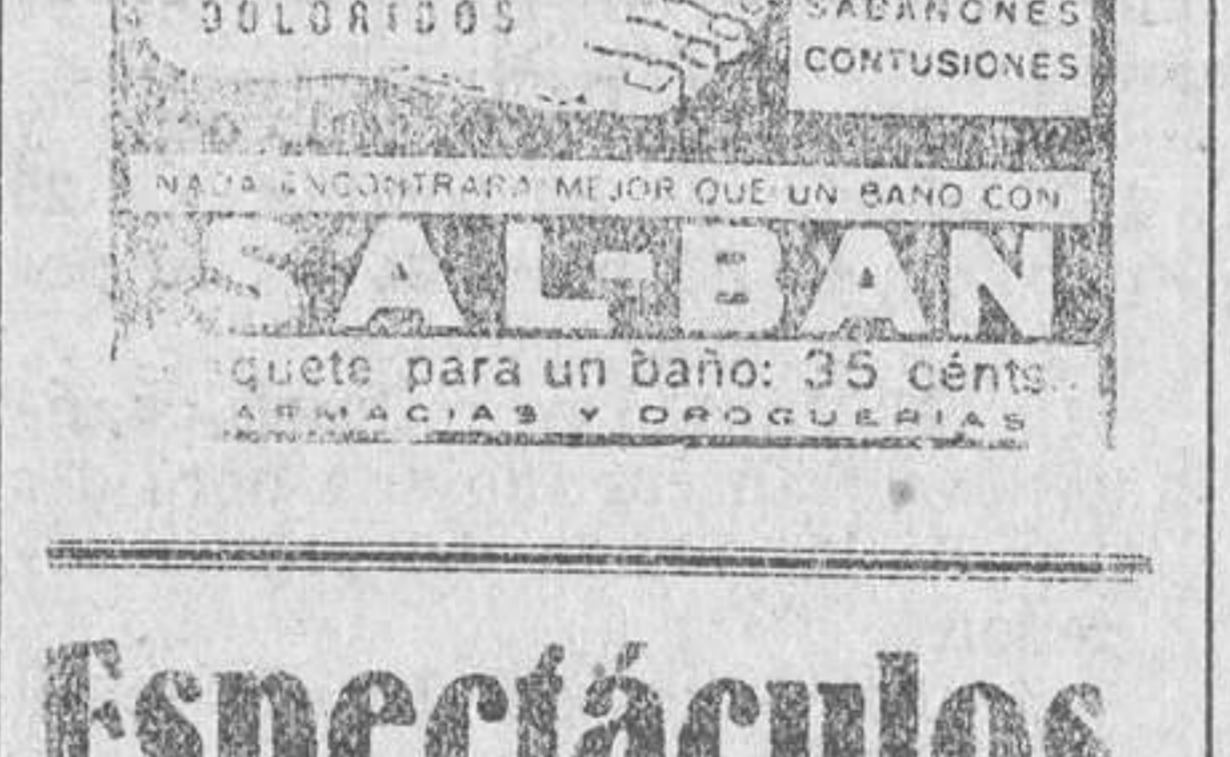 DOLORIDOS
SABAÑONES
CONTUSIONES
NADA ENCONTRARA MEJOR QUE UN BAÑO CON
SAL-BAN
quete para un baño: 35 cénts.
ARMACIAS Y DROGUERIAS
Espectáculos